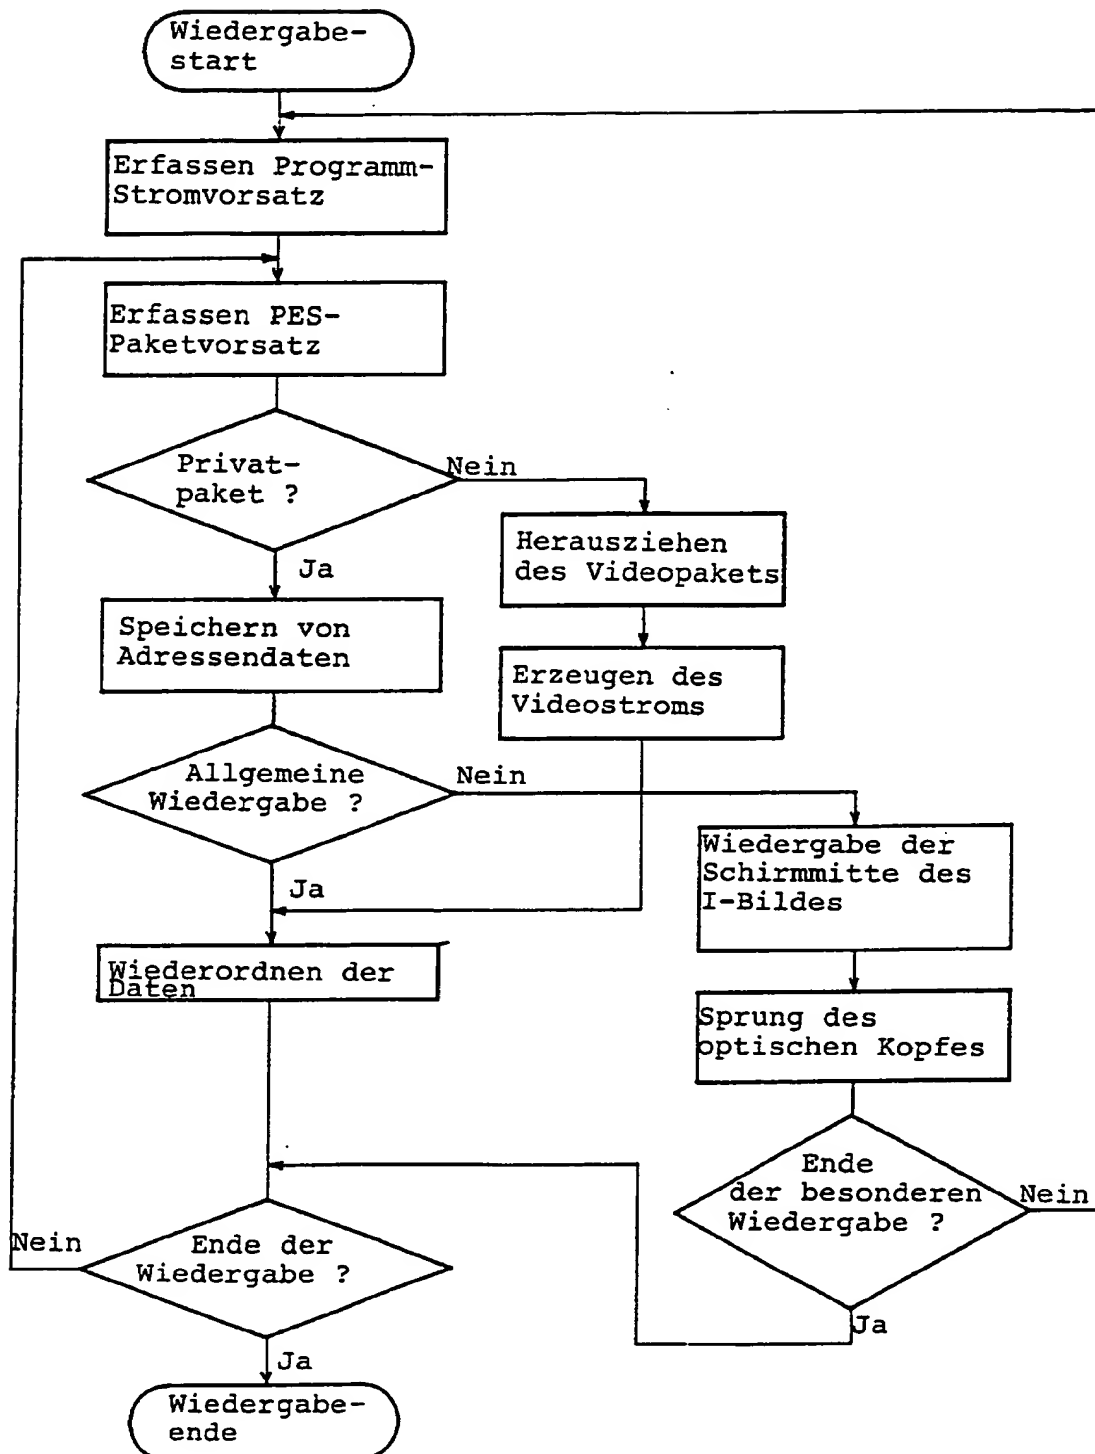 Wiedergabe-
start
Erfassen Programm-
Stromvorsatz
Erfassen PES-
Paketvorsatz
Privat-
paket ?
Nein
Ja
Herausziehen
des Videopakets
Speichern von
Adressendaten
Erzeugen des
Videostroms
Allgemeine
Wiedergabe ?
Nein
Ja
Wiedergabe der
Schirmmitte des
I-Bildes
Wiederordnen der
Daten
Sprung des
optischen Kopfes
Ende
der besonderen
Wiedergabe ?
Nein
Ja
Ende der
Wiedergabe ?
Nein
Ja
Wiedergabe-
ende